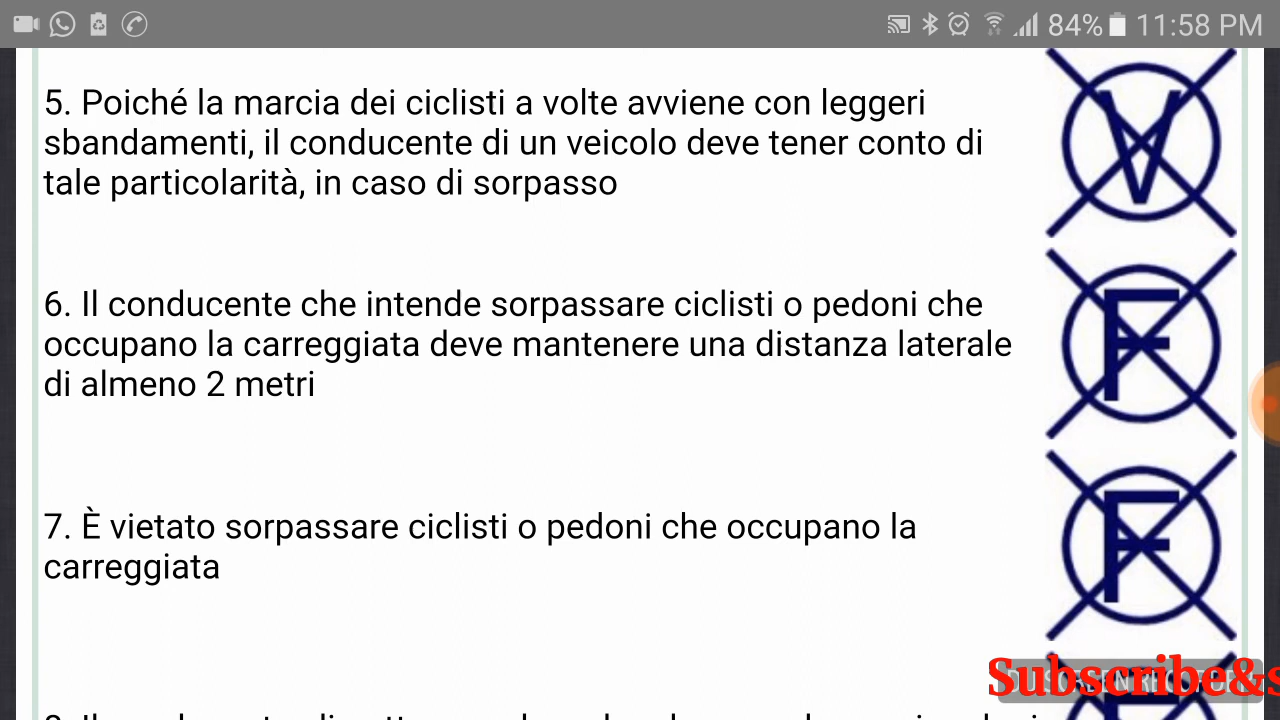 84% 11:58 PM
5. Poiché la marcia dei ciclisti a volte avviene con leggeri
sbandamenti, il conducente di un veicolo deve tener conto di
tale particolarità, in caso di sorpasso
V
6. Il conducente che intende sorpassare ciclisti o pedoni che
occupano la carreggiata deve mantenere una distanza laterale
di almeno 2 metri
F
7. È vietato sorpassare ciclisti o pedoni che occupano la
carreggiata
F
Subscribe&s